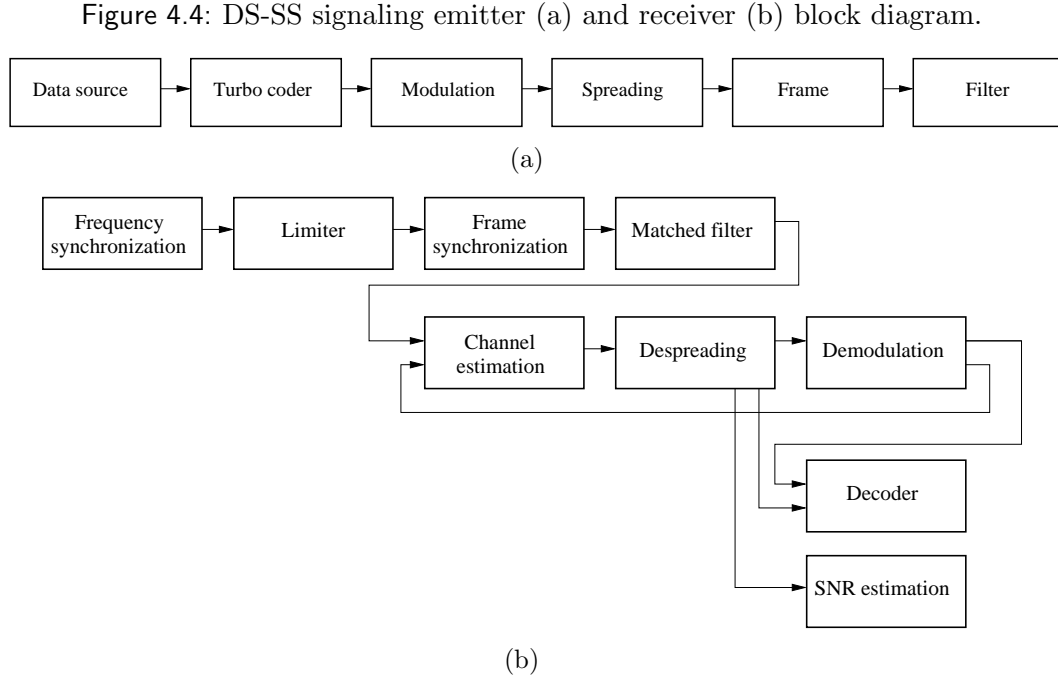 Figure 4.4: DS-SS signaling emitter (a) and receiver (b) block diagram.
Data source
Turbo coder
Modulation
Spreading
Frame
Filter
(a)
Frequency
synchronization
Limiter
Frame
synchronization
Matched filter
Channel
estimation
Despreading
Demodulation
Decoder
SNR estimation
(b)